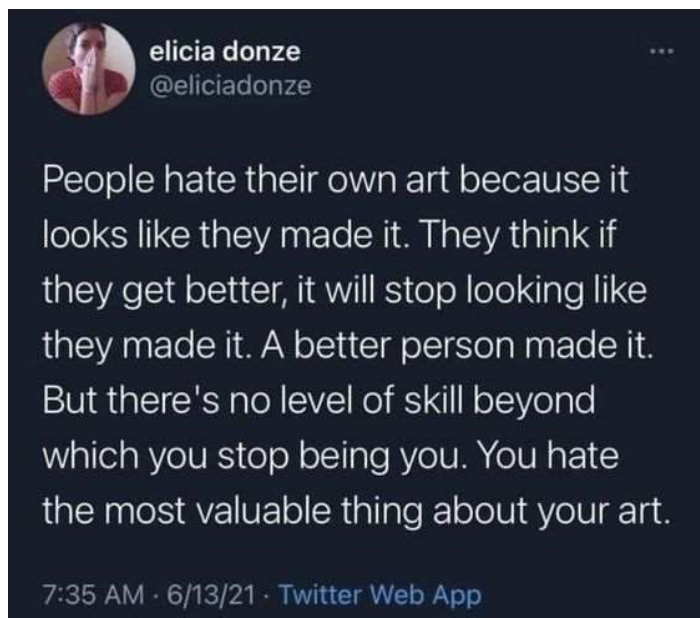 elicia donze
@eliciadonze
People hate their own art because it
looks like they made it. They think if
they get better, it will stop looking like
they made it. A better person made it.
But there's no level of skill beyond
which you stop being you. You hate
the most valuable thing about your art.
7:35 AM · 6/13/21 · Twitter Web App